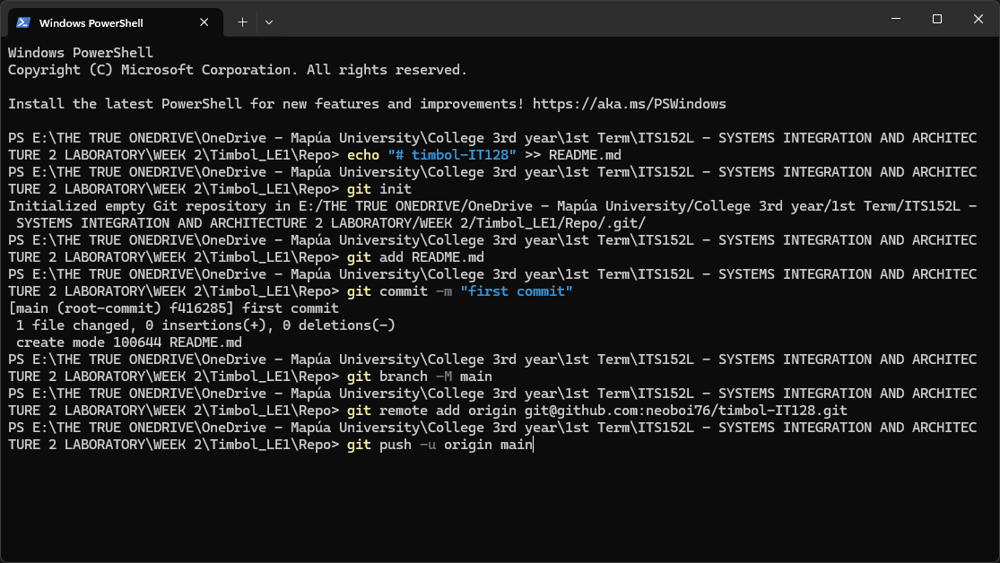 Windows PowerShell
Windows PowerShell
Copyright (C) Microsoft Corporation. All rights reserved.
Install the latest PowerShell for new features and improvements! https://aka.ms/PSWindows
PS E:\THE TRUE ONEDRIVE\OneDrive - Mapúa University\College 3rd year\1st Term\ITS152L - SYSTEMS INTEGRATION AND ARCHITEC
TURE 2 LABORATORY\WEEK 2\Timbol_LE1\Repo> echo "# timbol-IT128" >> README.md
PS E:\THE TRUE ONEDRIVE\OneDrive - Mapúa University\College 3rd year\1st Term\ITS152L - SYSTEMS INTEGRATION AND ARCHITEC
TURE 2 LABORATORY\WEEK 2\Timbol_LE1\Repo> git init
Initialized empty Git repository in E:/THE TRUE ONEDRIVE/OneDrive - Mapúa University/College 3rd year/1st Term/ITS152L -
 SYSTEMS INTEGRATION AND ARCHITECTURE 2 LABORATORY/WEEK 2/Timbol_LE1/Repo/.git/
PS E:\THE TRUE ONEDRIVE\OneDrive - Mapúa University\College 3rd year\1st Term\ITS152L - SYSTEMS INTEGRATION AND ARCHITEC
TURE 2 LABORATORY\WEEK 2\Timbol_LE1\Repo> git add README.md
PS E:\THE TRUE ONEDRIVE\OneDrive - Mapúa University\College 3rd year\1st Term\ITS152L - SYSTEMS INTEGRATION AND ARCHITEC
TURE 2 LABORATORY\WEEK 2\Timbol_LE1\Repo> git commit -m "first commit"
[main (root-commit) f416285] first commit
 1 file changed, 0 insertions(+), 0 deletions(-)
 create mode 100644 README.md
PS E:\THE TRUE ONEDRIVE\OneDrive - Mapúa University\College 3rd year\1st Term\ITS152L - SYSTEMS INTEGRATION AND ARCHITEC
TURE 2 LABORATORY\WEEK 2\Timbol_LE1\Repo> git branch -M main
PS E:\THE TRUE ONEDRIVE\OneDrive - Mapúa University\College 3rd year\1st Term\ITS152L - SYSTEMS INTEGRATION AND ARCHITEC
TURE 2 LABORATORY\WEEK 2\Timbol_LE1\Repo> git remote add origin git@github.com:neoboi76/timbol-IT128.git
PS E:\THE TRUE ONEDRIVE\OneDrive - Mapúa University\College 3rd year\1st Term\ITS152L - SYSTEMS INTEGRATION AND ARCHITEC
TURE 2 LABORATORY\WEEK 2\Timbol_LE1\Repo> git push -u origin main